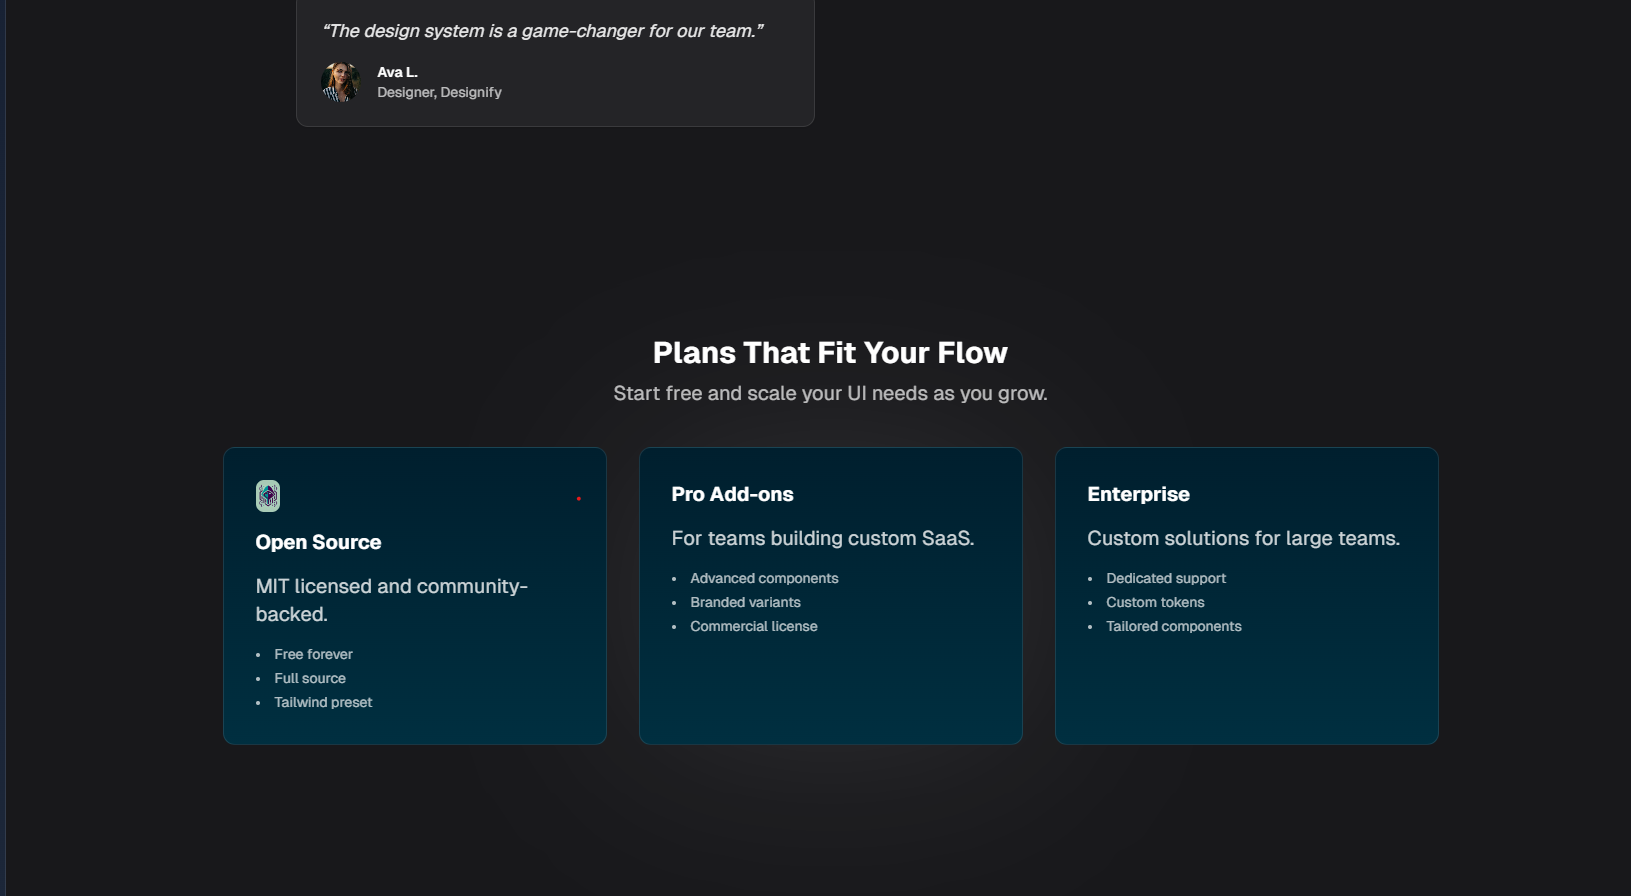 “The design system is a game-changer for our team.”
Ava L.
Designer, Designify
Plans That Fit Your Flow
Start free and scale your UI needs as you grow.
Open Source
MIT licensed and community-
backed.
• Free forever
• Full source
• Tailwind preset
Pro Add-ons
For teams building custom SaaS.
• Advanced components
• Branded variants
• Commercial license
Enterprise
Custom solutions for large teams.
• Dedicated support
• Custom tokens
• Tailored components